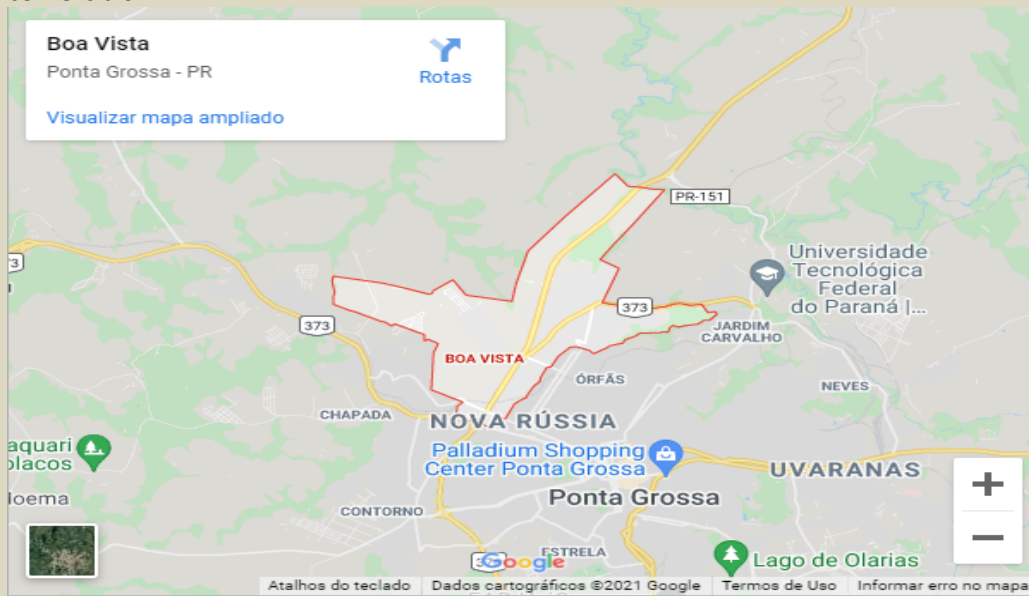 Boa Vista
Ponta Grossa - PR
Rotas
Visualizar mapa ampliado
PR-151
Universidade
Tecnológica
Federal
do Paraná |...
373
373
JARDIM
CARVALHO
BOA VISTA
ÓRFÃS
NEVES
CHAPADA
NOVA RÚSSIA
aquari
olacos
Palladium Shopping
Center Ponta Grossa
UVARANAS
Ponta Grossa
CONTORNO
ESTRELA
Google
Lago de Olarias
Atalhos do teclado
Dados cartográficos ©2021 Google
Termos de Uso
Informar erro no mapa